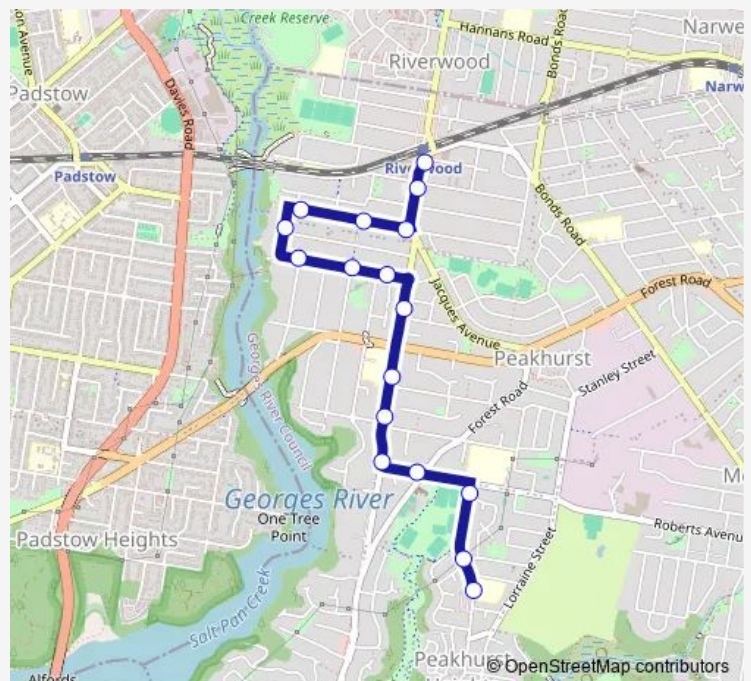 Creek Reserve
Hannans Road
Bonds Road
Narwe
Riverwood
Padstow
Davies Road
Narw
Padstow
Bonds Road
Forest Road
Jacques Avenue
Peakhurst
Stanley Street
Georges River Council
Forest Road
Georges River
One Tree
Point
Padstow Heights
Roberts Avenu
Lorraine Street
Salt Pan Creek
Peakhurst
© OpenStreetMap contributors
Alfords